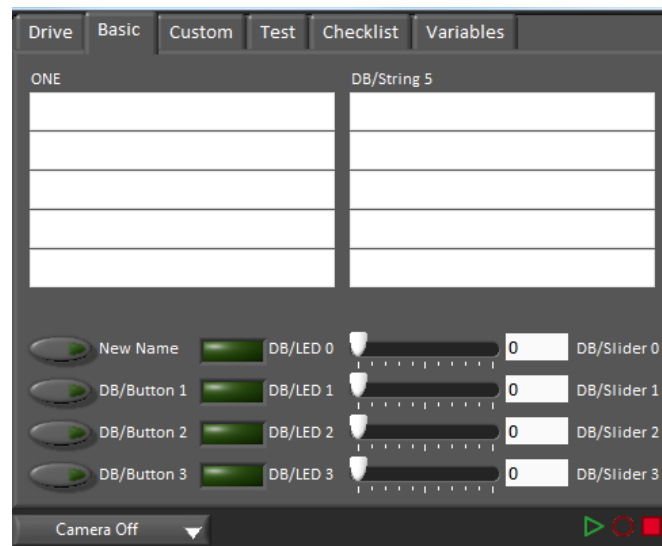 Drive Basic Custom Test Checklist Variables
ONE DB/String 5
New Name DB/LED 0 0 DB/Slider 0
DB/Button 1 DB/LED 1 0 DB/Slider 1
DB/Button 2 DB/LED 2 0 DB/Slider 2
DB/Button 3 DB/LED 3 0 DB/Slider 3
Camera Off